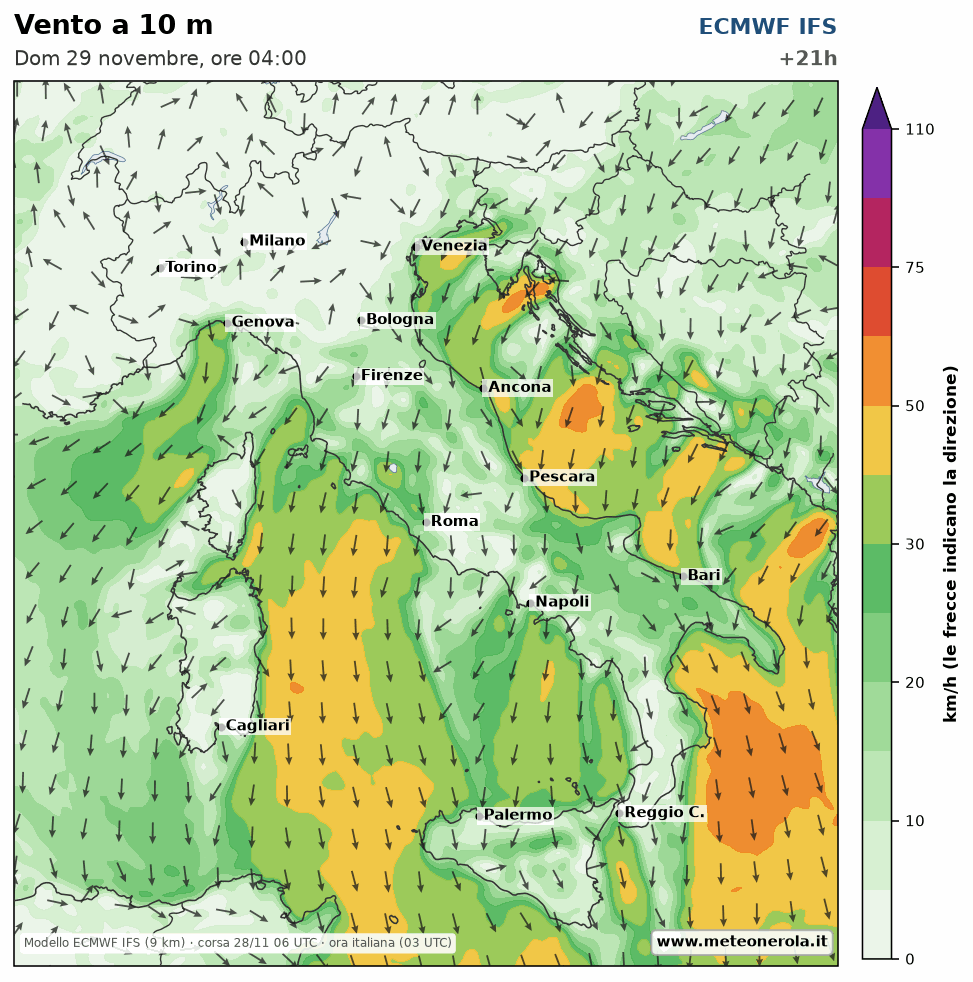 Vento a 10 m
ECMWF IFS
Dom 29 novembre, ore 04:00
+21h
Milano
Torino
Venezia
Genova
Bologna
Firenze
Ancona
Pescara
Roma
Bari
Napoli
Cagliari
Palermo
Reggio C.
110
75
50
30
20
10
0
km/h (le frecce indicano la direzione)
Modello ECMWF IFS (9 km) · corsa 28/11 06 UTC · ora italiana (03 UTC)
www.meteonerola.it